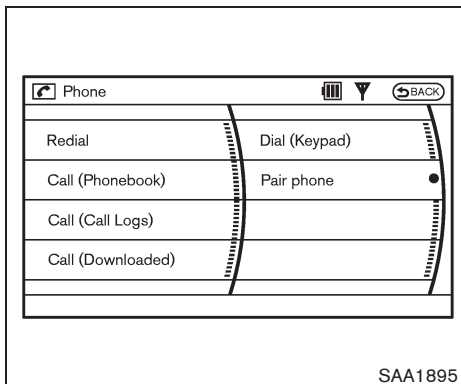 Phone
BACK
Redial
Call (Phonebook)
Call (Call Logs)
Call (Downloaded)
Dial (Keypad)
Pair phone
SAA1895